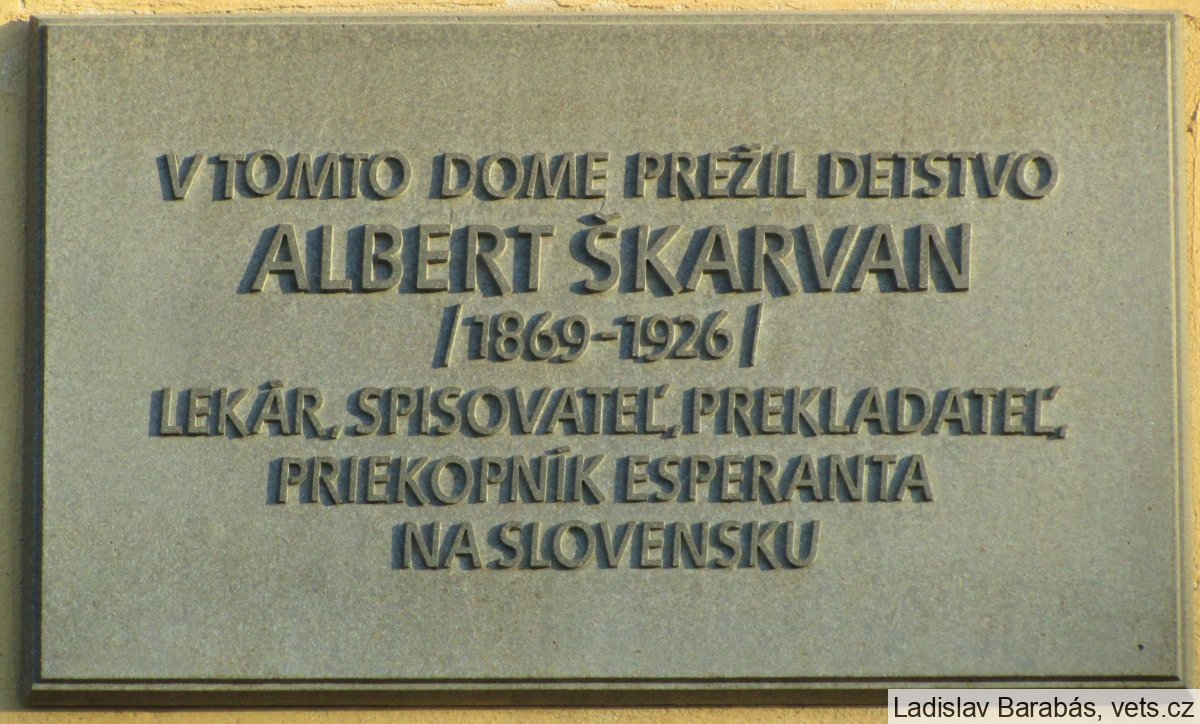 V TOMTO DOME PREŽIL DETSTVO
ALBERT ŠKARVAN
/1869-1926/
LEKÁR, SPISOVATEĽ, PREKLADATEĽ,
PRIEKOPNÍK ESPERANTA
NA SLOVENSKU
Ladislav Barabás, vets.cz